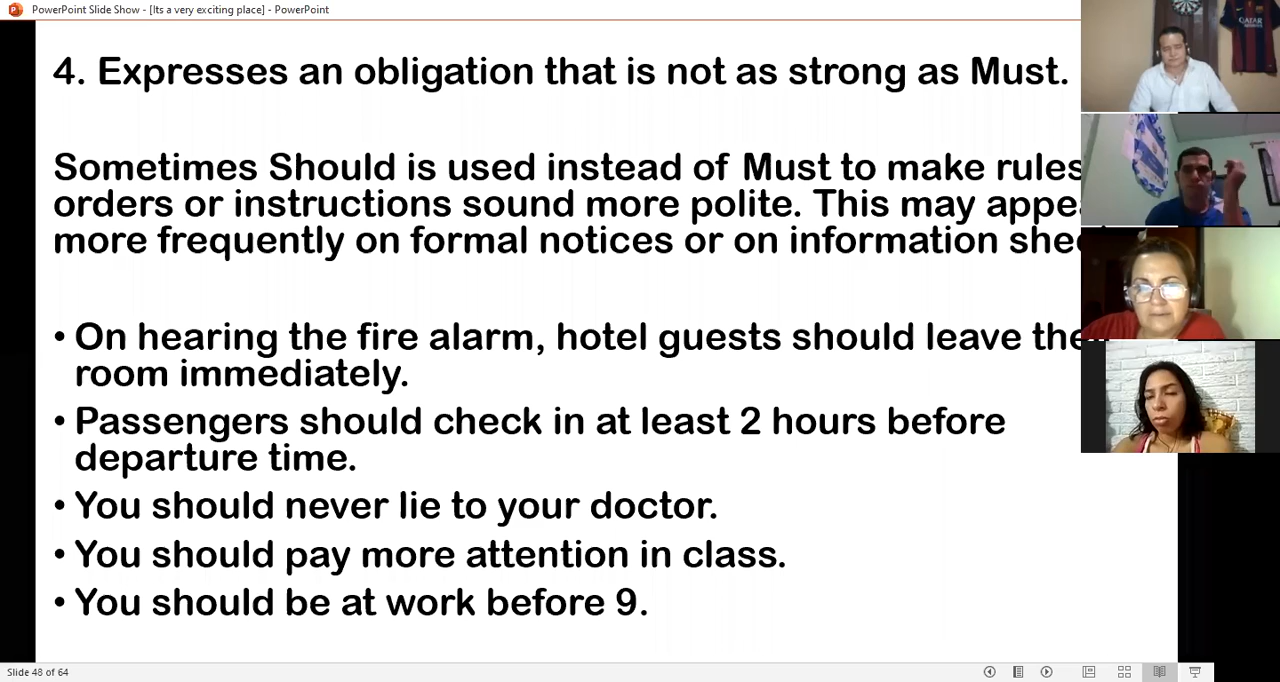 PowerPoint Slide Show - [Its a very exciting place] - PowerPoint
4. Expresses an obligation that is not as strong as Must.
Sometimes Should is used instead of Must to make rules
orders or instructions sound more polite. This may
more frequently on formal notices or on information
• On hearing the fire alarm, hotel guests should leave
room immediately.
• Passengers should check in at least 2 hours before
departure time.
• You should never lie to your doctor.
• You should pay more attention in class.
• You should be at work before 9.
Slide 48 of 64
QATAR